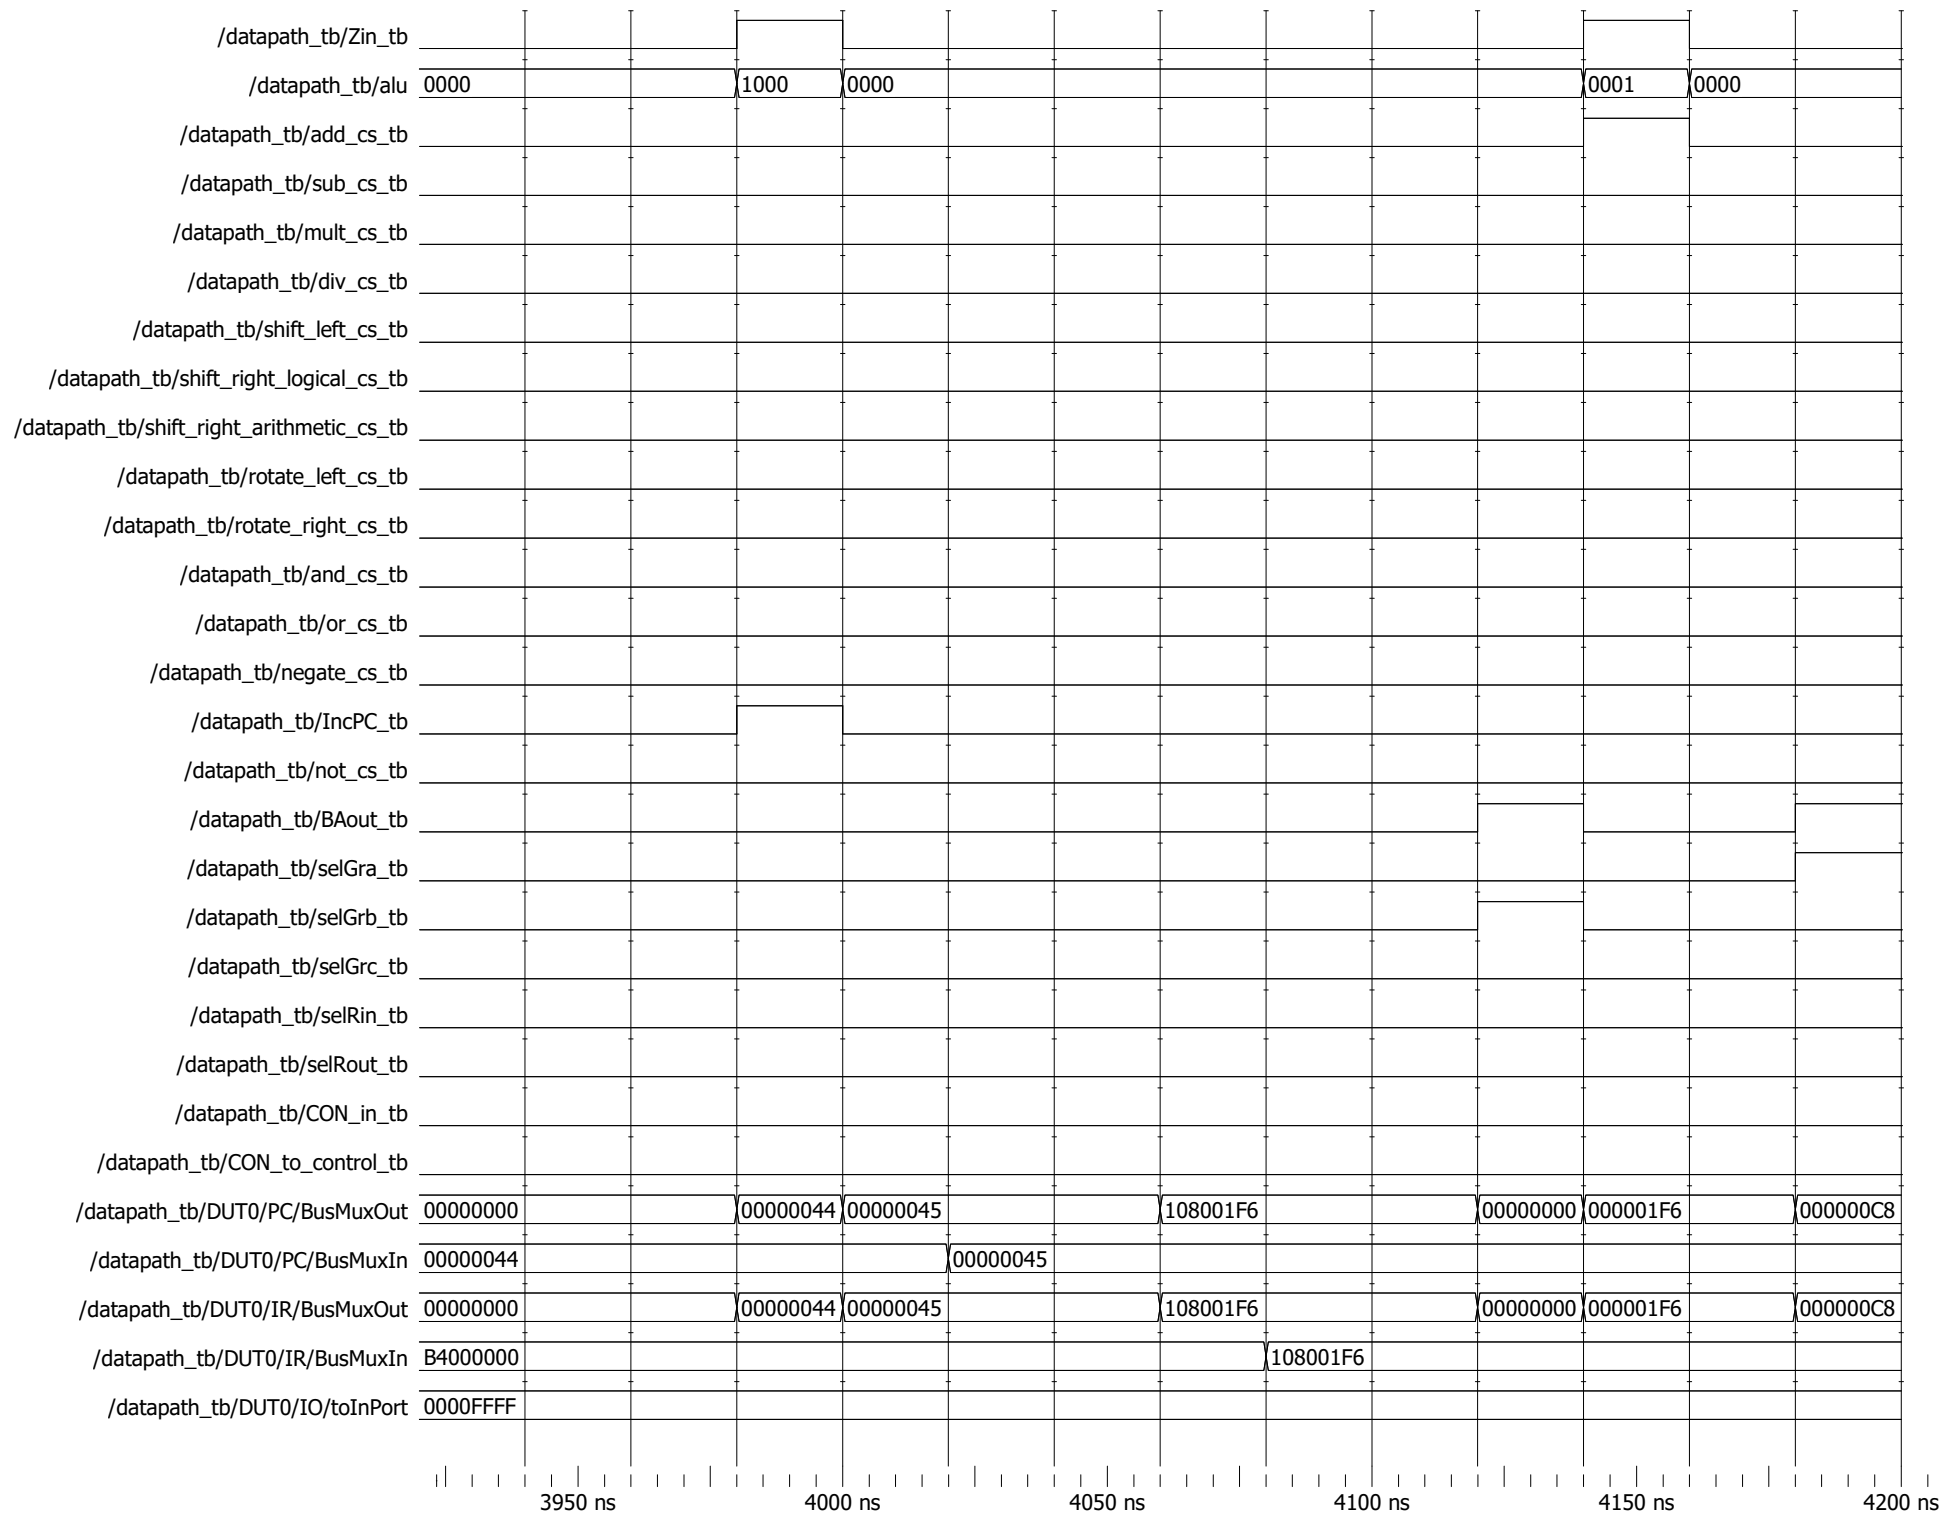 /datapath_tb/Zin_tb
/datapath_tb/alu 0000 1000 0000 0001 0000
/datapath_tb/add_cs_tb
/datapath_tb/sub_cs_tb
/datapath_tb/mult_cs_tb
/datapath_tb/div_cs_tb
/datapath_tb/shift_left_cs_tb
/datapath_tb/shift_right_logical_cs_tb
/datapath_tb/shift_right_arithmetic_cs_tb
/datapath_tb/rotate_left_cs_tb
/datapath_tb/rotate_right_cs_tb
/datapath_tb/and_cs_tb
/datapath_tb/or_cs_tb
/datapath_tb/negate_cs_tb
/datapath_tb/IncPC_tb
/datapath_tb/not_cs_tb
/datapath_tb/BAout_tb
/datapath_tb/selGra_tb
/datapath_tb/selGrb_tb
/datapath_tb/selGrc_tb
/datapath_tb/selRin_tb
/datapath_tb/selRout_tb
/datapath_tb/CON_in_tb
/datapath_tb/CON_to_control_tb
/datapath_tb/DUT0/PC/BusMuxOut 00000000 00000044 00000045 108001F6 00000000 000001F6 000000C8
/datapath_tb/DUT0/PC/BusMuxIn 00000044 00000045
/datapath_tb/DUT0/IR/BusMuxOut 00000000 00000044 00000045 108001F6 00000000 000001F6 000000C8
/datapath_tb/DUT0/IR/BusMuxIn B4000000 108001F6
/datapath_tb/DUT0/IO/toInPort 0000FFFF
3950 ns 4000 ns 4050 ns 4100 ns 4150 ns 4200 ns